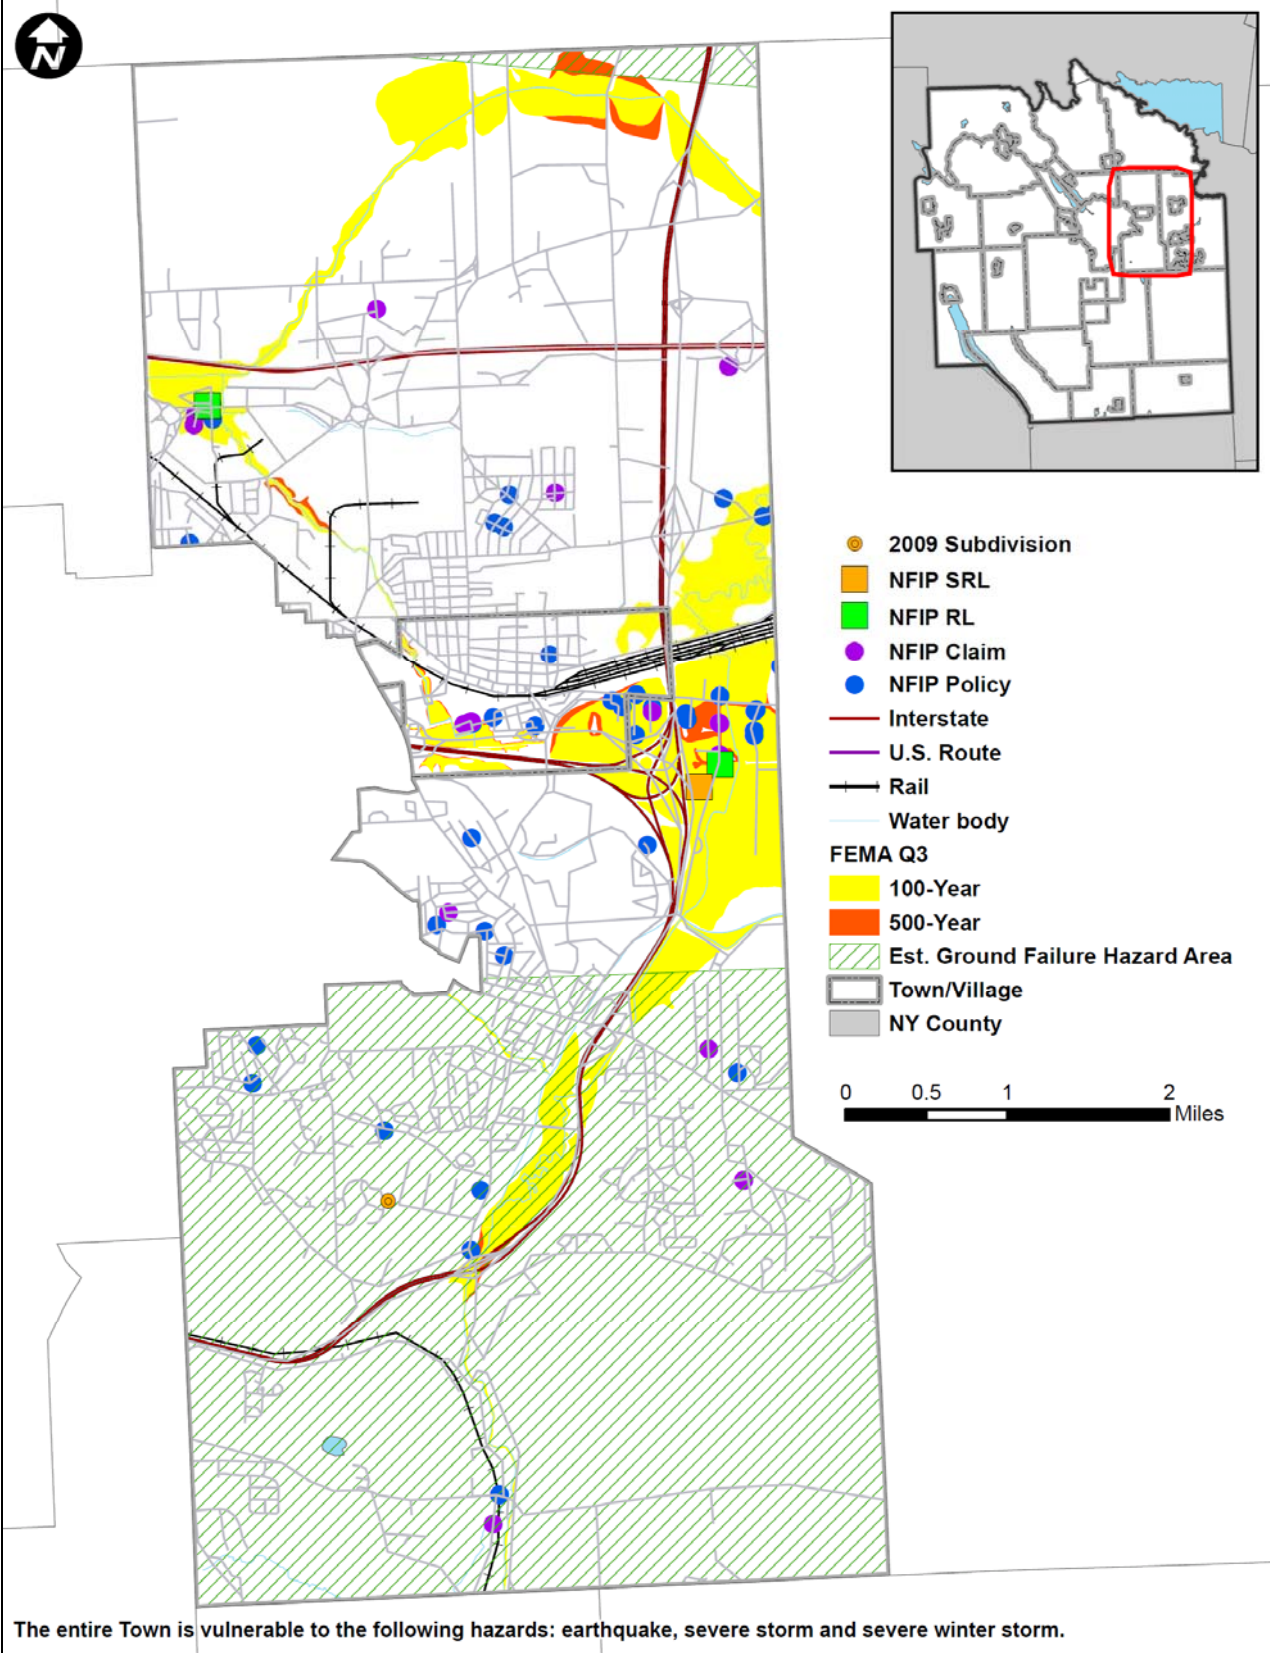 N
2009 Subdivision
NFIP SRL
NFIP RL
NFIP Claim
NFIP Policy
Interstate
U.S. Route
Rail
Water body
FEMA Q3
100-Year
500-Year
Est. Ground Failure Hazard Area
Town/Village
NY County
0 0.5 1 2
Miles
The entire Town is vulnerable to the following hazards: earthquake, severe storm and severe winter storm.